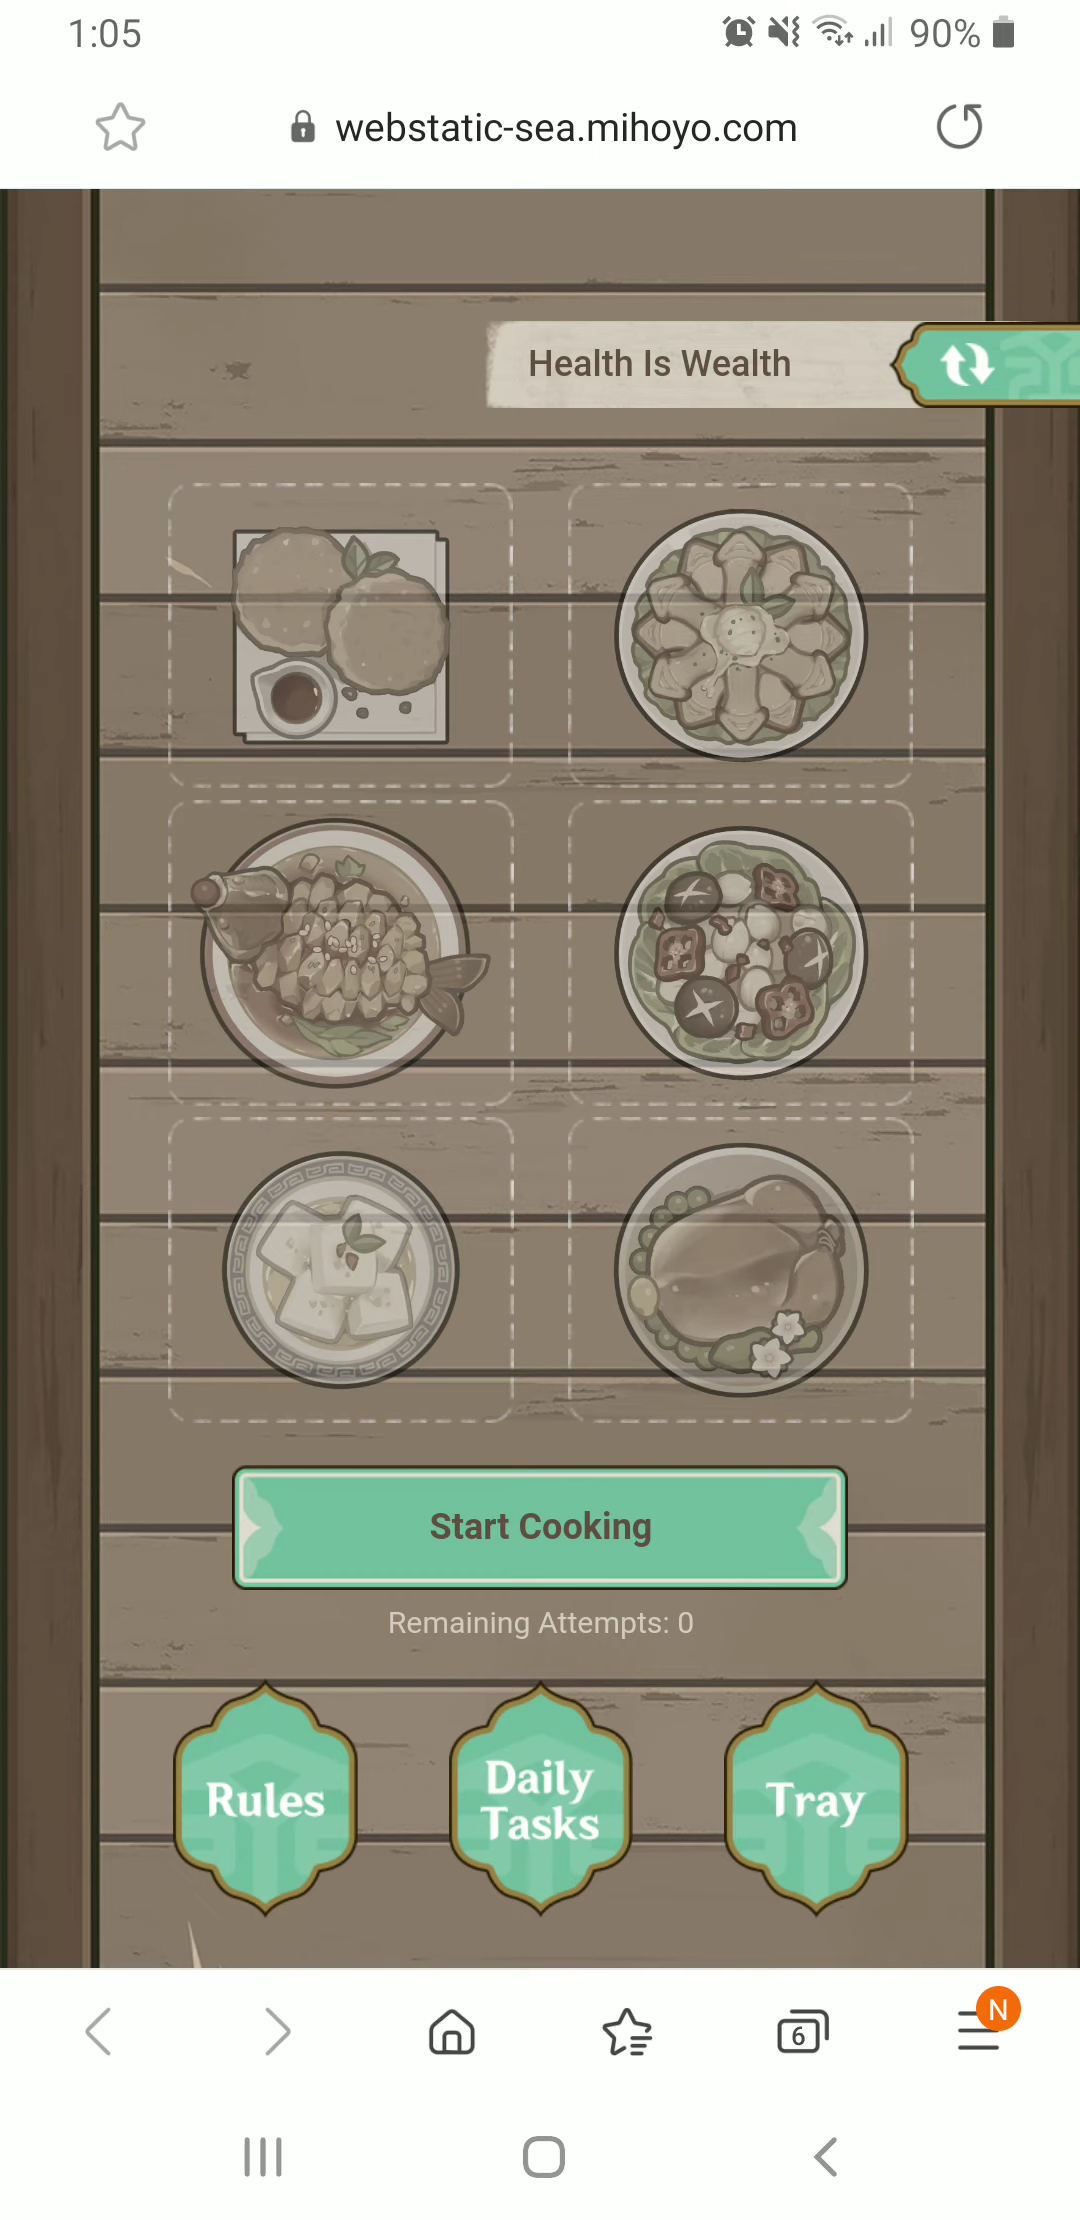 1:05
90%
webstatic-sea.mihoyo.com
Health Is Wealth
Start Cooking
Remaining Attempts: 0
Rules
Daily
Tasks
Tray
6
N